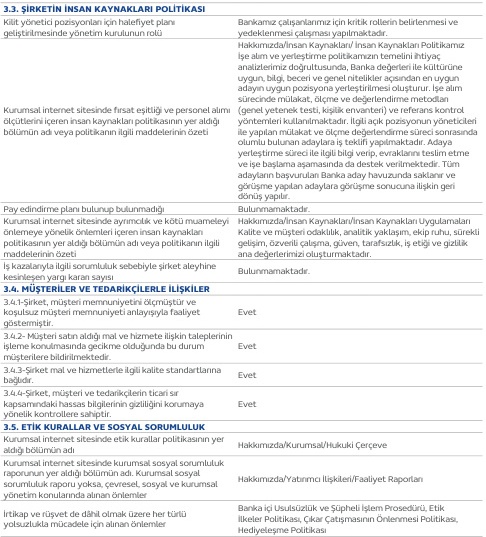 3.3. ŞİRKETİN İNSAN KAYNAKLARI POLİTİKASI
Kilit yönetici pozisyonları için halefiyet planı
geliştirilmesinde yönetim kurulunun rolü
Bankamız çalışanlarımız için kritik rollerin belirlenmesi ve
yedeklenmesi çalışması yapılmaktadır.
Kurumsal internet sitesinde fırsat eşitliği ve personel alımı
ölçütlerini içeren insan kaynakları politikasının yer aldığı
bölümün adı veya politikanın ilgili maddelerinin özeti
Hakkımızda/İnsan Kaynakları/ İnsan Kaynakları Politikamız
İşe alım ve yerleştirme politikamızın temelini ihtiyaç
analizlerimiz doğrultusunda, Banka değerleri ile kültürüne
uygun, bilgi, beceri ve genel nitelikler açısından en uygun
adayın uygun pozisyona yerleştirilmesi oluşturur. İşe alım
sürecinde mülakat, ölçme ve değerlendirme metodları
(genel yetenek testi, kişilik envanteri) ve referans kontrol
yöntemleri kullanılmaktadır. İlgili açık pozisyonun yöneticileri
ile yapılan mülakat ve ölçme değerlendirme süreci sonrasında
olumlu bulunan adaylara iş teklifi yapılmaktadır. Adaya
yerleştirme süreci ile ilgili bilgi verip, evraklarını teslim etme
ve işe başlama aşamasında da destek verilmektedir. Tüm
adayların başvuruları Banka aday havuzunda saklanır ve
görüşme yapılan adaylara görüşme sonucuna ilişkin geri
dönüş yapılır.
Pay edindirme planı bulunup bulunmadığı
Bulunmamaktadır.
Kurumsal internet sitesinde ayrımcılık ve kötü muameleyi
önlemeye yönelik önlemleri içeren insan kaynakları
politikasının yer aldığı bölümün adı veya politikanın ilgili
maddelerinin özeti
Hakkımızda/İnsan Kaynakları/İnsan Kaynakları Uygulamaları
Kalite ve müşteri odaklılık, analitik yaklaşım, ekip ruhu, sürekli
gelişim, özverili çalışma, güven, tarafsızlık, iş etiği ve gizlilik
ana değerlerimizi oluşturmaktadır.
İş kazalarıyla ilgili sorumluluk sebebiyle şirket aleyhine
kesinleşen yargı kararı sayısı
Bulunmamaktadır.
3.4. MÜŞTERİLER VE TEDARİKÇİLERLE İLİŞKİLER
3.4.1-Şirket, müşteri memnuniyetini ölçmüştür ve
koşulsuz müşteri memnuniyeti anlayışıyla faaliyet
göstermiştir.
Evet
3.4.2- Müşteri satın aldığı mal ve hizmete ilişkin taleplerinin
işleme konulmasında gecikme olduğunda bu durum
müşterilere bildirilmektedir.
Evet
3.4.3-Şirket mal ve hizmetlerle ilgili kalite standartlarına
bağlıdır.
Evet
3.4.4-Şirket, müşteri ve tedarikçilerin ticari sır
kapsamındaki hassas bilgilerinin gizliliğini korumaya
yönelik kontrollere sahiptir.
Evet
3.5. ETİK KURALLAR VE SOSYAL SORUMLULUK
Kurumsal internet sitesinde etik kurallar politikasının yer
aldığı bölümün adı
Hakkımızda/Kurumsal/Hukuki Çerçeve
Kurumsal internet sitesinde kurumsal sosyal sorumluluk
raporunun yer aldığı bölümün adı. Kurumsal sosyal
sorumluluk raporu yoksa, çevresel, sosyal ve kurumsal
yönetim konularında alınan önlemler
Hakkımızda/Yatırımcı İlişkileri/Faaliyet Raporları
İrtikap ve rüşvet de dâhil olmak üzere her türlü
yolsuzlukla mücadele için alınan önlemler
Banka içi Usulsüzlük ve Şüpheli İşlem Prosedürü, Etik
İlkeler Politikası, Çıkar Çatışmasının Önlenmesi Politikası,
Hediyeleşme Politikası